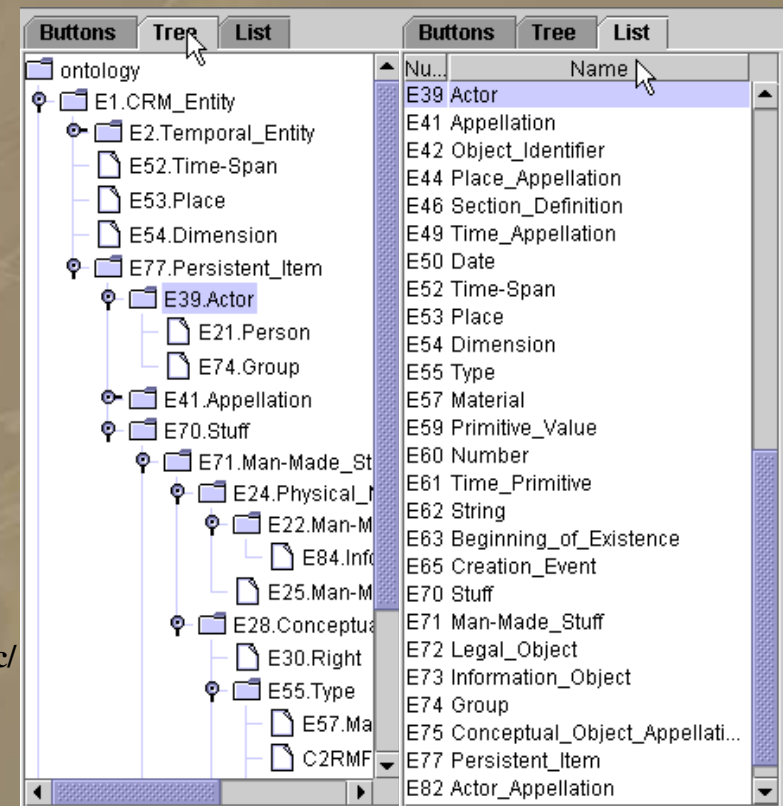 Buttons Tree List
ontology
E1.CRM_Entity
E2.Temporal_Entity
E52.Time-Span
E53.Place
E54.Dimension
E77.Persistent_Item
E39.Actor
E21.Person
E74.Group
E41.Appellation
E70.Stuff
E71.Man-Made_St
E24.Physical_
E22.Man-M
E84.Info
E25.Man-M
E28.Conceptua
E30.Right
E55.Type
E57.Ma
C2RMF
c/
Buttons Tree List
Nu... Name
E39 Actor
E41 Appellation
E42 Object_Identifier
E44 Place_Appellation
E46 Section_Definition
E49 Time_Appellation
E50 Date
E52 Time-Span
E53 Place
E54 Dimension
E55 Type
E57 Material
E59 Primitive_Value
E60 Number
E61 Time_Primitive
E62 String
E63 Beginning_of_Existence
E65 Creation_Event
E70 Stuff
E71 Man-Made_Stuff
E72 Legal_Object
E73 Information_Object
E74 Group
E75 Conceptual_Object_Appellati...
E77 Persistent_Item
E82 Actor_Appellation